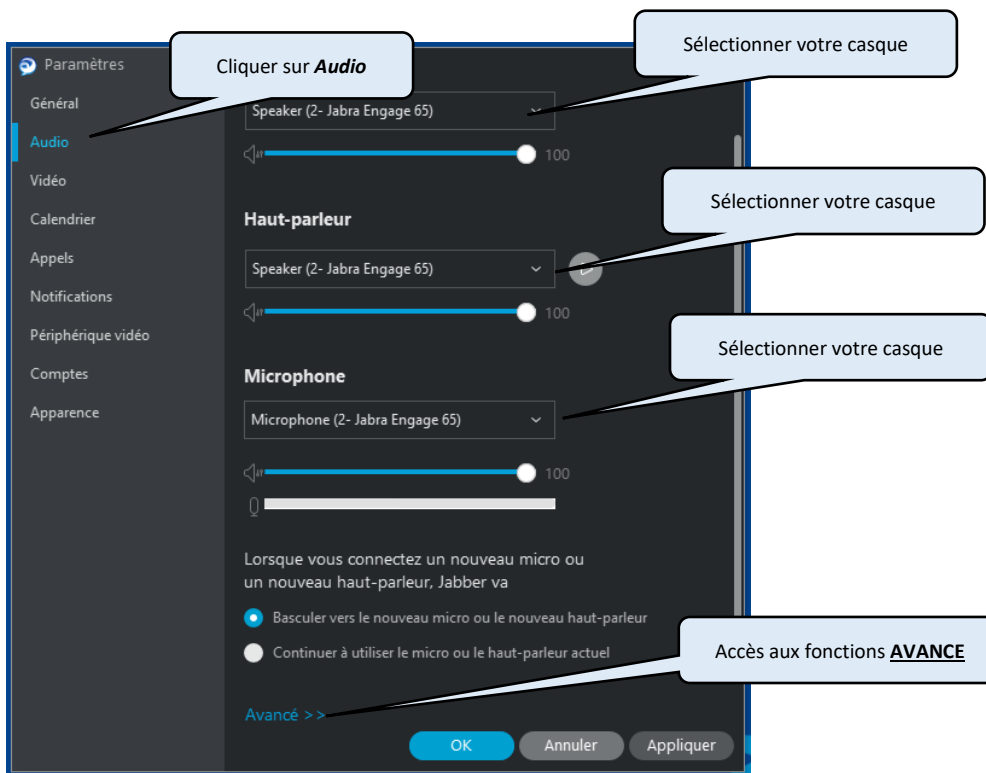 Sélectionner votre casque
Cliquer sur Audio
Paramètres
Général
Speaker (2- Jabra Engage 65)
Audio
100
Vidéo
Sélectionner votre casque
Calendrier
Haut-parleur
Appels
Speaker (2- Jabra Engage 65)
Notifications
100
Périphérique vidéo
Sélectionner votre casque
Comptes
Microphone
Apparence
Microphone (2- Jabra Engage 65)
100
Lorsque vous connectez un nouveau micro ou
un nouveau haut-parleur, Jabber va
Basculer vers le nouveau micro ou le nouveau haut-parleur
Continuer à utiliser le micro ou le haut-parleur actuel
Accès aux fonctions AVANCE
Avancé >>
OK
Annuler
Appliquer